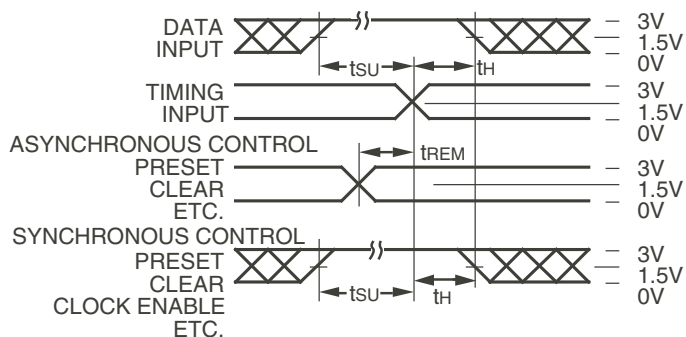 DATA
INPUT
tSU
tH
3V
1.5V
0V
TIMING
INPUT
3V
1.5V
0V
ASYNCHRONOUS CONTROL
PRESET
CLEAR
ETC.
tREM
3V
1.5V
0V
SYNCHRONOUS CONTROL
PRESET
CLEAR
CLOCK ENABLE
ETC.
tSU
tH
3V
1.5V
0V